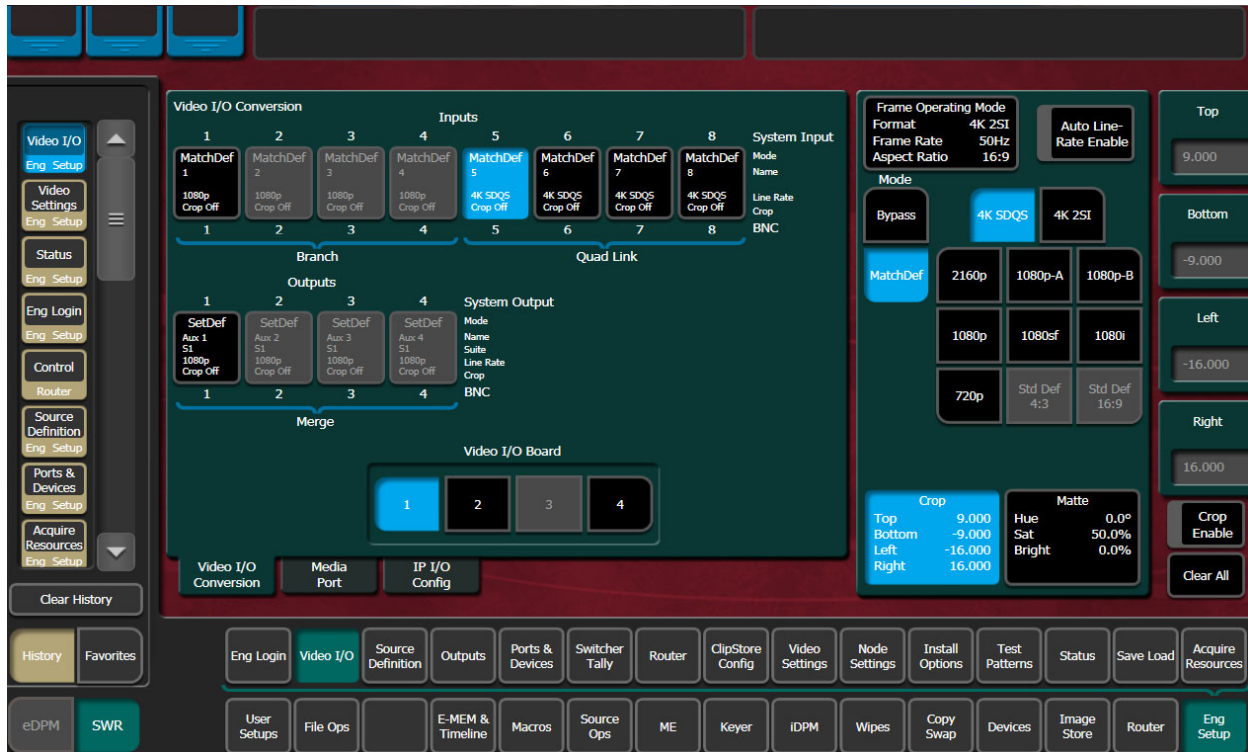 Video I/O
Eng Setup
Video
Settings
Eng Setup
Status
Eng Setup
Eng Login
Eng Setup
Control
Router
Source
Definition
Eng Setup
Ports &
Devices
Eng Setup
Acquire
Resources
Eng Setup
Clear History
History Favorites
eDPM SWR
Video I/O Conversion
Inputs
1 2 3 4 5 6 7 8 System Input
MatchDef MatchDef MatchDef MatchDef MatchDef MatchDef MatchDef MatchDef Mode
1 2 3 4 5 6 7 8 Name
1080p 1080p 1080p 1080p 4K SDQS 4K SDQS 4K SDQS 4K SDQS Line Rate
Crop Off Crop Off Crop Off Crop Off Crop Off Crop Off Crop Off Crop Off Crop
1 2 3 4 5 6 7 8 BNC
Branch Quad Link
Outputs
1 2 3 4 System Output
SetDef SetDef SetDef SetDef Mode
Aux 1 Aux 2 Aux 3 Aux 4 Name
S1 S1 S1 S1 Suite
1080p 1080p 1080p 1080p Line Rate
Crop Off Crop Off Crop Off Crop Off Crop
1 2 3 4 BNC
Merge
Video I/O Board
1 2 3 4
Video I/O
Conversion
Media
Port
IP I/O
Config
Frame Operating Mode
Format 4K 2SI
Frame Rate 50Hz
Aspect Ratio 16:9
Auto Line-
Rate Enable
Mode
Bypass 4K SDQS 4K 2SI
MatchDef 2160p 1080p-A 1080p-B
1080p 1080sf 1080i
720p
Std Def
4:3
Std Def
16:9
Crop
Top 9.000
Bottom -9.000
Left -16.000
Right 16.000
Matte
Hue 0.0°
Sat 50.0%
Bright 0.0%
Top
9.000
Bottom
-9.000
Left
-16.000
Right
16.000
Crop
Enable
Clear All
Eng Login
Video I/O
Source
Definition
Outputs
Ports &
Devices
Switcher
Tally
Router
ClipStore
Config
Video
Settings
Node
Settings
Install
Options
Test
Patterns
Status
Save Load
Acquire
Resources
User
Setups
File Ops
E-MEM &
Timeline
Macros
Source
Ops
ME
Keyer
iDPM
Wipes
Copy
Swap
Devices
Image
Store
Router
Eng
Setup